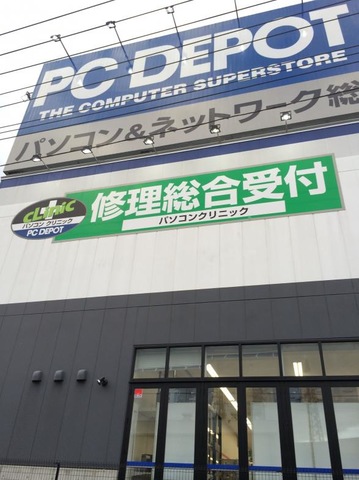 PC DEPOT
THE COMPUTER SUPERSTORE
パソコン&ネットワーク総
CLINIC
パソコン クリニック
PC DEPOT
修理総合受付
パソコンクリニック